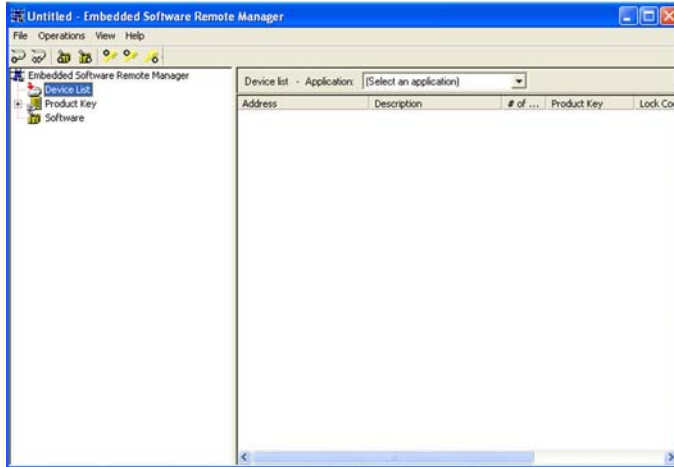 Untitled - Embedded Software Remote Manager
File Operations View Help
Embedded Software Remote Manager
Device List
Product Key
Software
Device list - Application: (Select an application)
Address Description # of ... Product Key Lock Co